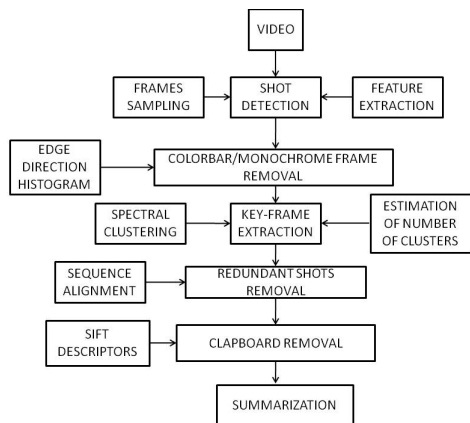 VIDEO
FRAMES
SAMPLING
SHOT
DETECTION
FEATURE
EXTRACTION
EDGE
DIRECTION
HISTOGRAM
COLORBAR/MONOCHROME FRAME
REMOVAL
SPECTRAL
CLUSTERING
KEY-FRAME
EXTRACTION
ESTIMATION
OF NUMBER
OF CLUSTERS
SEQUENCE
ALIGNMENT
REDUNDANT SHOTS
REMOVAL
SIFT
DESCRIPTORS
CLAPBOARD REMOVAL
SUMMARIZATION